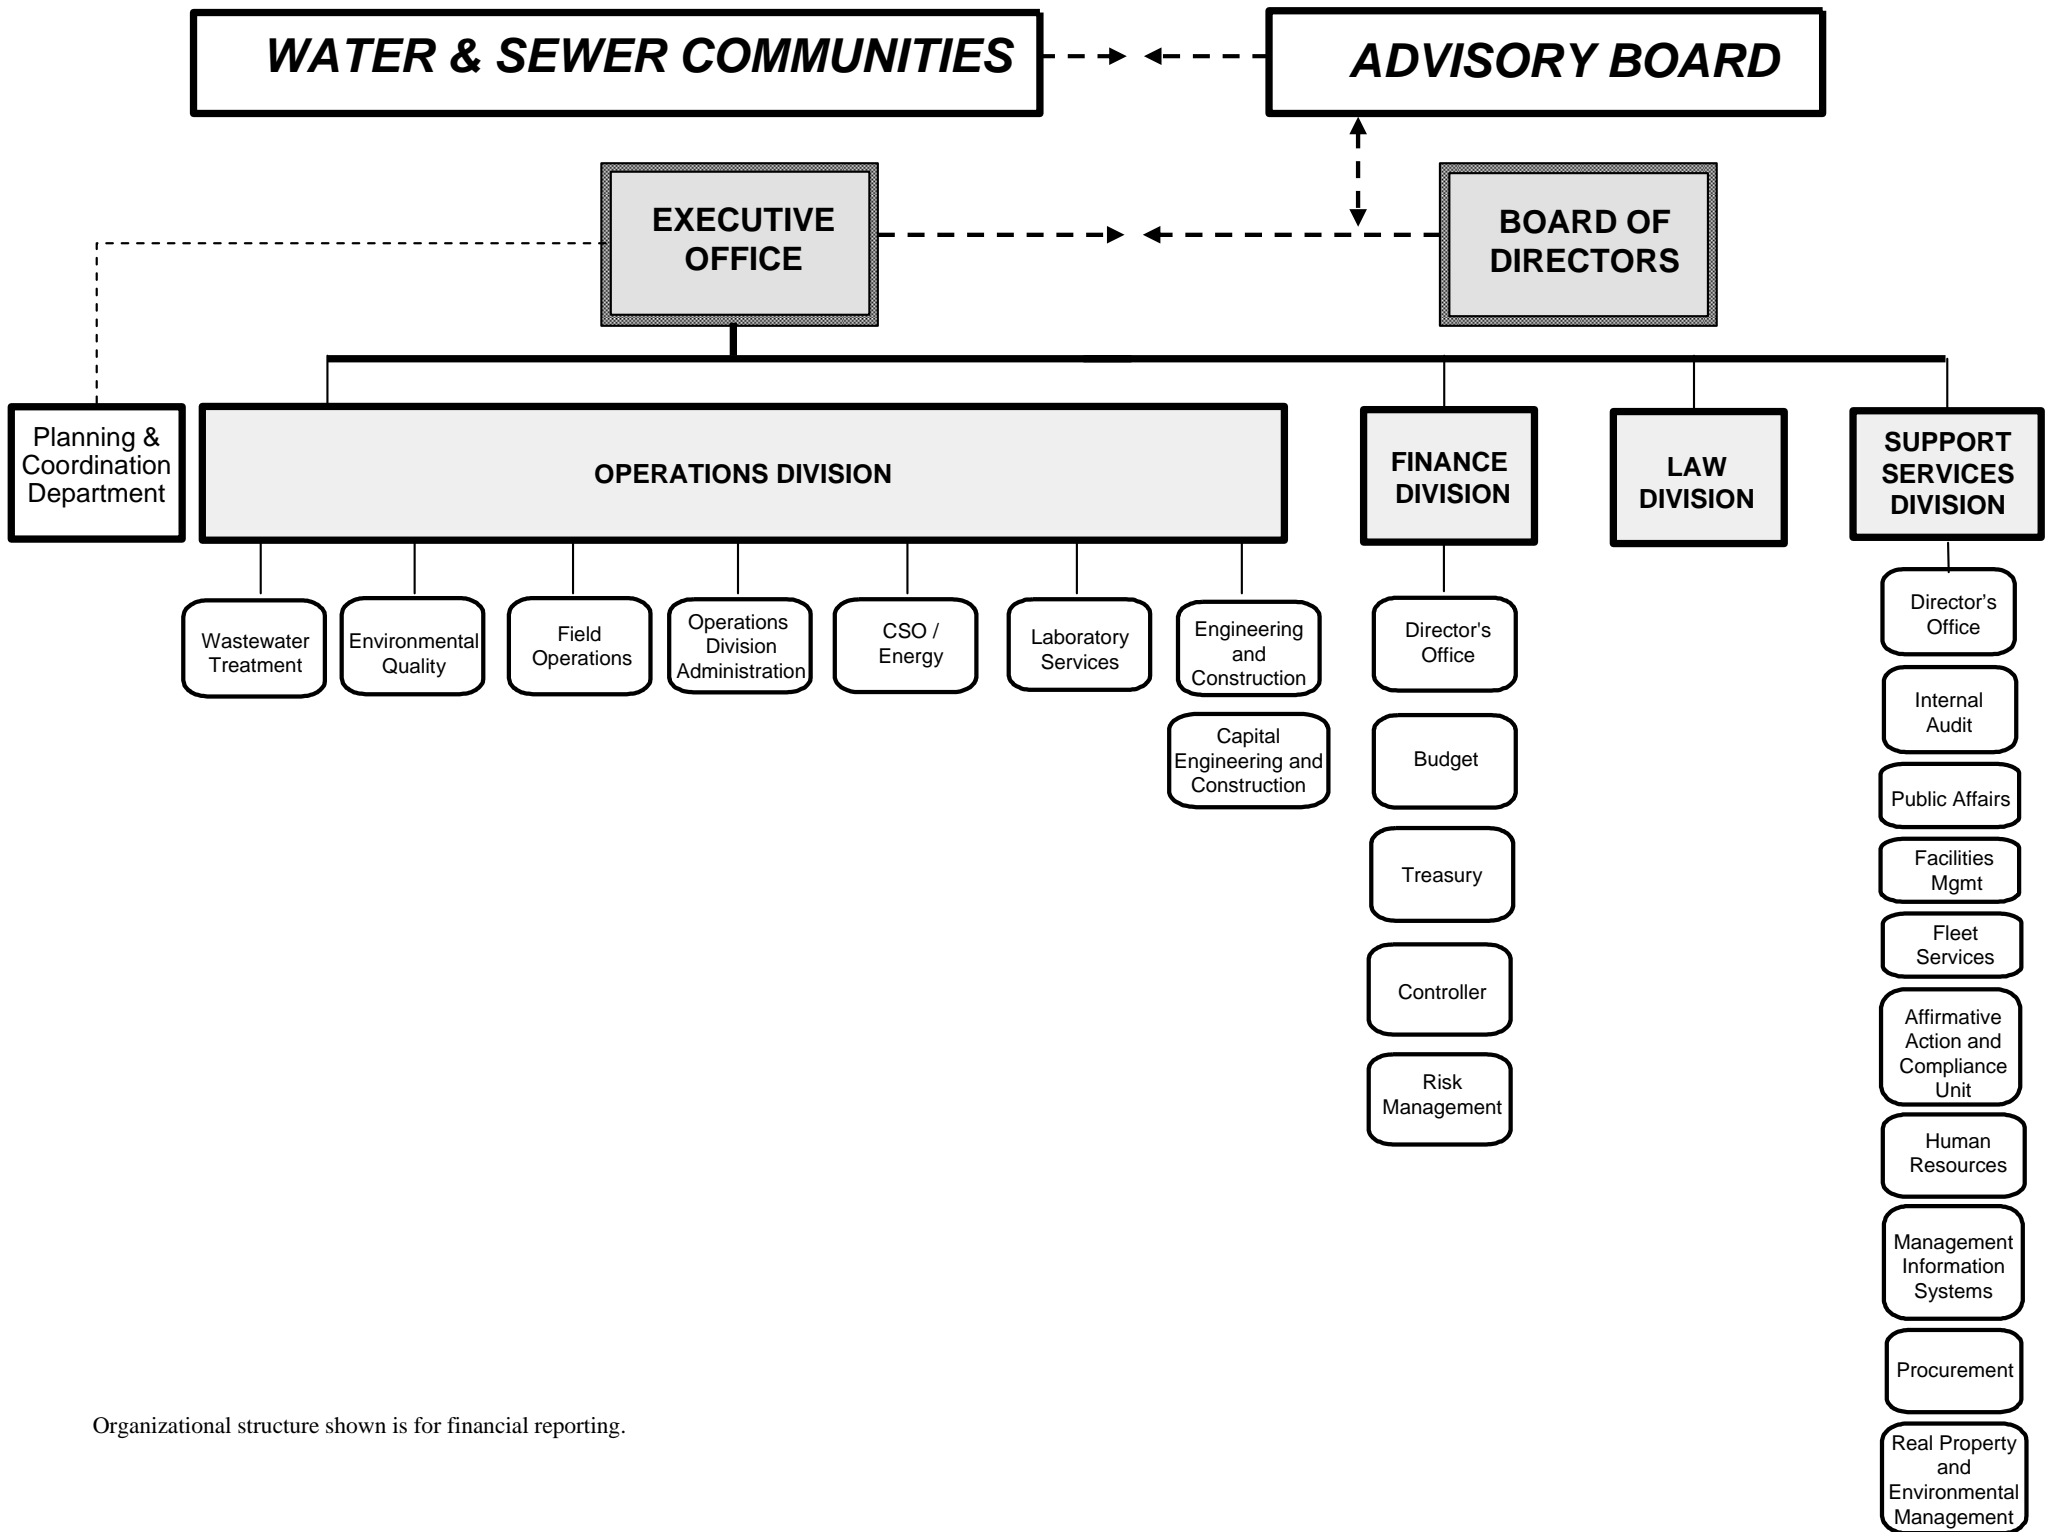 WATER & SEWER COMMUNITIES
ADVISORY BOARD
EXECUTIVE
OFFICE
BOARD OF
DIRECTORS
Planning &
Coordination
Department
OPERATIONS DIVISION
FINANCE
DIVISION
LAW
DIVISION
SUPPORT
SERVICES
DIVISION
Wastewater
Treatment
Environmental
Quality
Field
Operations
Operations
Division
Administration
CSO /
Energy
Laboratory
Services
Engineering
and
Construction
Capital
Engineering and
Construction
Director's
Office
Budget
Treasury
Controller
Risk
Management
Director’s
Office
Internal
Audit
Public Affairs
Facilities
Mgmt
Fleet
Services
Affirmative
Action and
Compliance
Unit
Human
Resources
Management
Information
Systems
Procurement
Real Property
and
Environmental
Management
Organizational structure shown is for financial reporting.